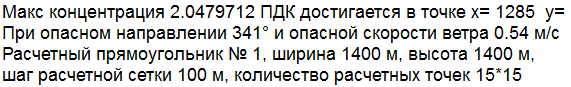 Макс концентрация 2.0479712 ПДК достигается в точке x= 1285 y=
При опасном направлении 341° и опасной скорости ветра 0.54 м/с
Расчетный прямоугольник № 1, ширина 1400 м, высота 1400 м,
шаг расчетной сетки 100 м, количество расчетных точек 15*15